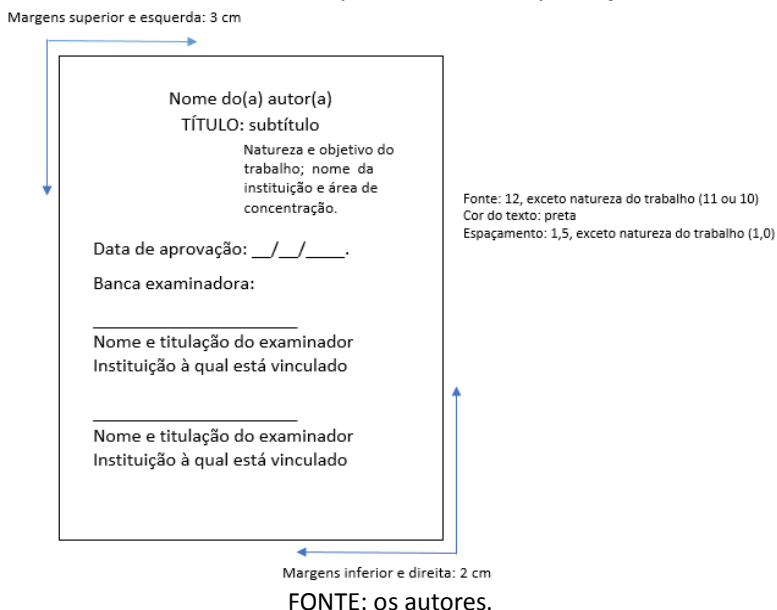 Margens superior e esquerda: 3 cm
Nome do(a) autor(a)
TÍTULO: subtítulo
Natureza e objetivo do
trabalho; nome da
instituição e área de
concentração.
Fonte: 12, exceto natureza do trabalho (11 ou 10)
Cor do texto: preta
Espaçamento: 1,5, exceto natureza do trabalho (1,0)
Data de aprovação: __/__/____.
Banca examinadora:
_____________________
Nome e titulação do examinador
Instituição à qual está vinculado
_____________________
Nome e titulação do examinador
Instituição à qual está vinculado
Margens inferior e direita: 2 cm
FONTE: os autores.